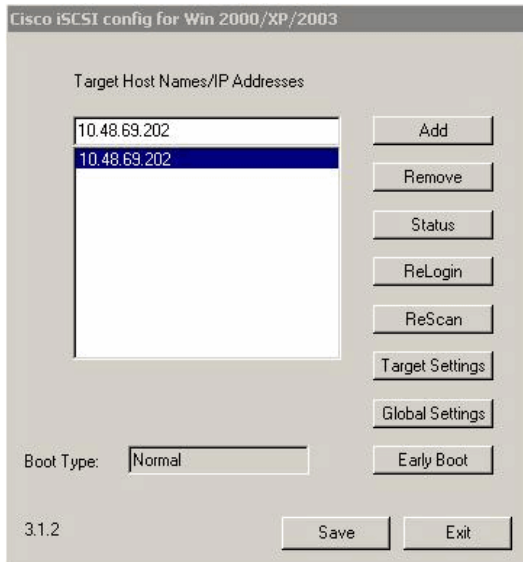 Cisco iSCSI config for Win 2000/XP/2003
Target Host Names/IP Addresses
10.48.69.202
Add
10.48.69.202
Remove
Status
ReLogin
ReScan
Target Settings
Global Settings
Boot Type: Normal
Early Boot
3.1.2
Save
Exit